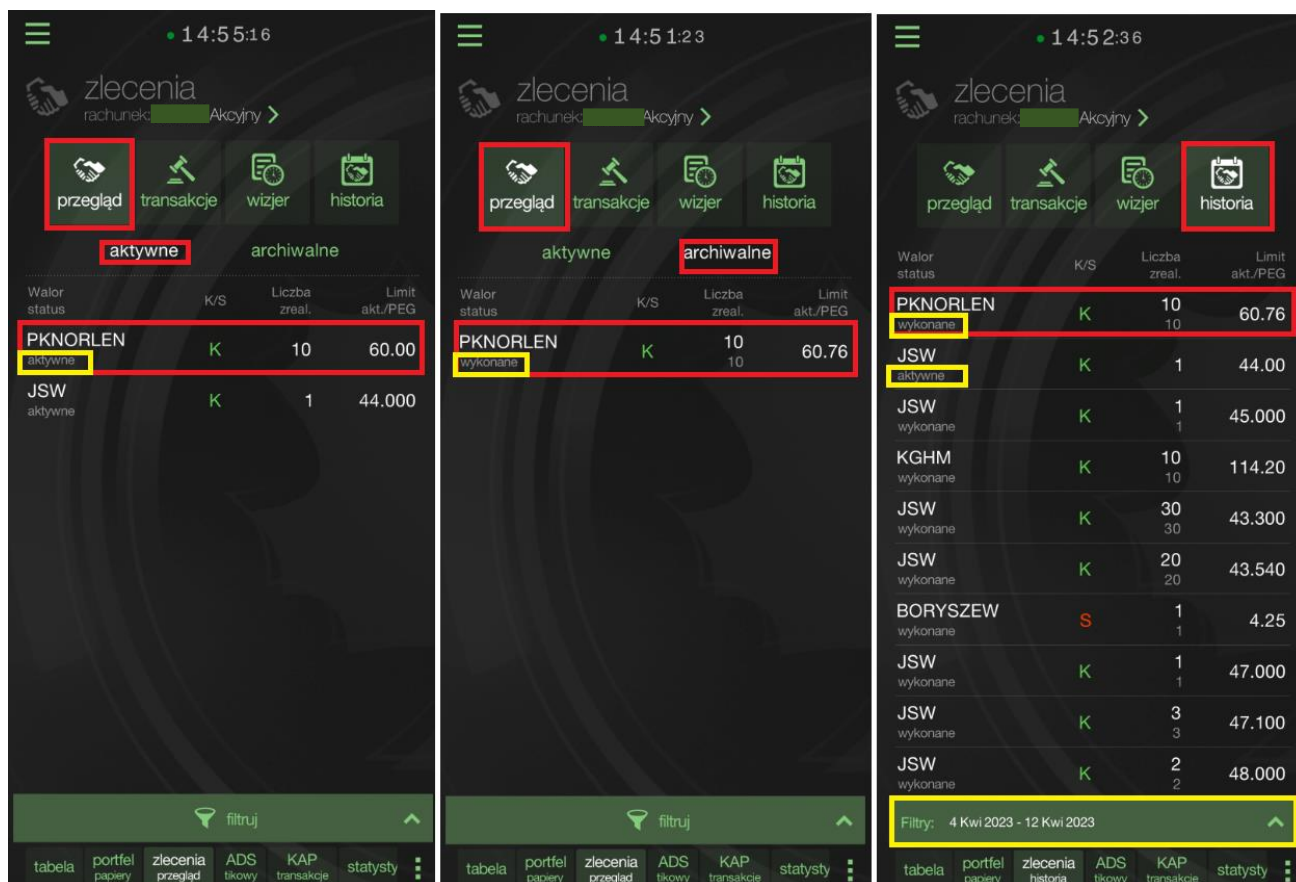 14:55:16
zlecenia
rachunek: Akcyjny >
przegląd transakcje wizjer historia
aktywne archiwalne
Walor K/S Liczba Limit
status zreal. akt./PEG
PKNORLEN K 10 60.00
aktywne
JSW K 1 44.000
aktywne
filtruj
tabela portfel zlecenia ADS KAP statysty
papiery przegląd tikowy transakcje
14:51:23
zlecenia
rachunek: Akcyjny >
przegląd transakcje wizjer historia
aktywne archiwalne
Walor K/S Liczba Limit
status zreal. akt./PEG
PKNORLEN K 10 60.76
wykonane 10
filtruj
tabela portfel zlecenia ADS KAP statysty
papiery przegląd tikowy transakcje
14:52:36
zlecenia
rachunek: Akcyjny >
przegląd transakcje wizjer historia
Walor K/S Liczba Limit
status zreal. akt./PEG
PKNORLEN K 10 60.76
wykonane 10
JSW K 1 44.00
aktywne
JSW K 1 45.000
wykonane 1
KGHM K 10 114.20
wykonane 10
JSW K 30 43.300
wykonane 30
JSW K 20 43.540
wykonane 20
BORYSZEW S 1 4.25
wykonane 1
JSW K 1 47.000
wykonane 1
JSW K 3 47.100
wykonane 3
JSW K 2 48.000
wykonane 2
Filtry: 4 Kwi 2023 - 12 Kwi 2023
tabela portfel zlecenia ADS KAP statysty
papiery historia tikowy transakcje